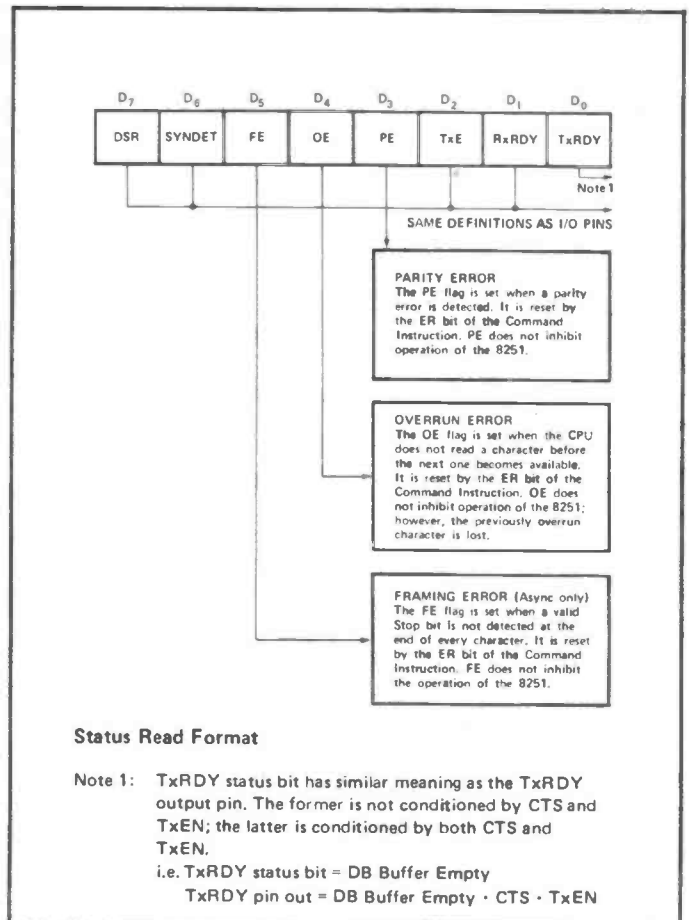 D7 D6 D5 D4 D3 D2 D1 D0
DSR SYNDET FE OE PE TxE RxRDY TxRDY
Note 1
SAME DEFINITIONS AS I/O PINS
PARITY ERROR
The PE flag is set when a parity
error is detected. It is reset by
the ER bit of the Command
Instruction. PE does not inhibit
operation of the 8251.
OVERRUN ERROR
The OE flag is set when the CPU
does not read a character before
the next one becomes available.
It is reset by the ER bit of the
Command Instruction. OE does
not inhibit operation of the 8251;
however, the previously overrun
character is lost.
FRAMING ERROR (Async only)
The FE flag is set when a valid
Stop bit is not detected at the
end of every character. It is reset
by the ER bit of the Command
Instruction. FE does not inhibit
the operation of the 8251.
Status Read Format
Note 1: TxRDY status bit has similar meaning as the TxRDY
output pin. The former is not conditioned by CTS and
TxEN; the latter is conditioned by both CTS and
TxEN.
i.e. TxRDY status bit = DB Buffer Empty
TxRDY pin out = DB Buffer Empty · CTS · TxEN